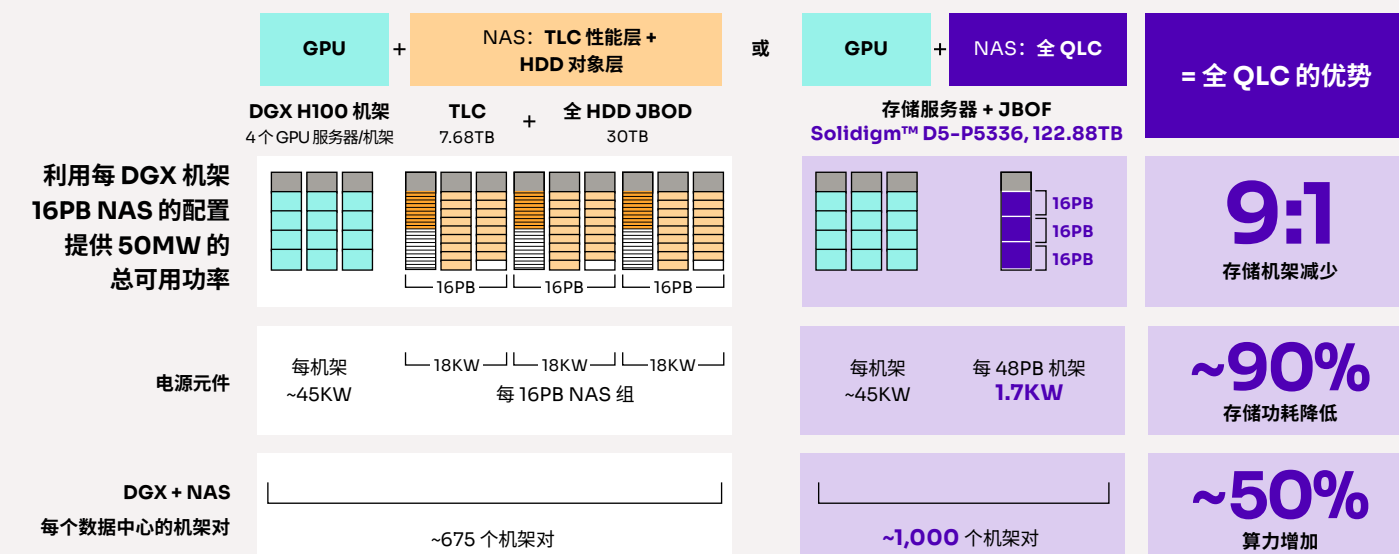 GPU
+
NAS：TLC 性能层 +
HDD 对象层
或
GPU
+
NAS：全 QLC
= 全 QLC 的优势
DGX H100 机架
4 个 GPU 服务器/机架
TLC
7.68TB
+
全 HDD JBOD
30TB
存储服务器 + JBOF
Solidigm™ D5-P5336, 122.88TB
利用每 DGX 机架
16PB NAS 的配置
提供 50MW 的
总可用功率
16PB
16PB
16PB
16PB
16PB
16PB
9:1
存储机架减少
电源元件
每机架
~45KW
18KW
18KW
18KW
每 16PB NAS 组
每机架
~45KW
每 48PB 机架
1.7KW
~90%
存储功耗降低
DGX + NAS
每个数据中心的机架对
~675 个机架对
~1,000 个机架对
~50%
算力增加